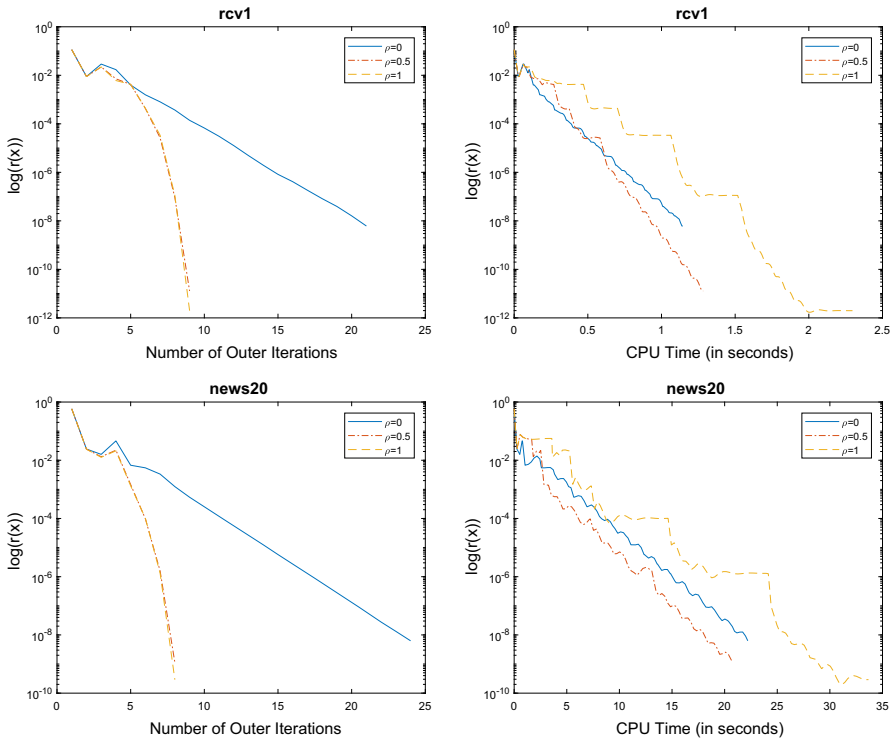 rcv1
10^0
10^-2
10^-4
10^-6
10^-8
10^-10
10^-12
log(r(x))
0 5 10 15 20 25
Number of Outer Iterations
ρ=0
ρ=0.5
ρ=1
rcv1
10^0
10^-2
10^-4
10^-6
10^-8
10^-10
10^-12
log(r(x))
0 0.5 1 1.5 2 2.5
CPU Time (in seconds)
ρ=0
ρ=0.5
ρ=1
news20
10^0
10^-2
10^-4
10^-6
10^-8
10^-10
log(r(x))
0 5 10 15 20 25
Number of Outer Iterations
ρ=0
ρ=0.5
ρ=1
news20
10^0
10^-2
10^-4
10^-6
10^-8
10^-10
log(r(x))
0 5 10 15 20 25 30 35
CPU Time (in seconds)
ρ=0
ρ=0.5
ρ=1